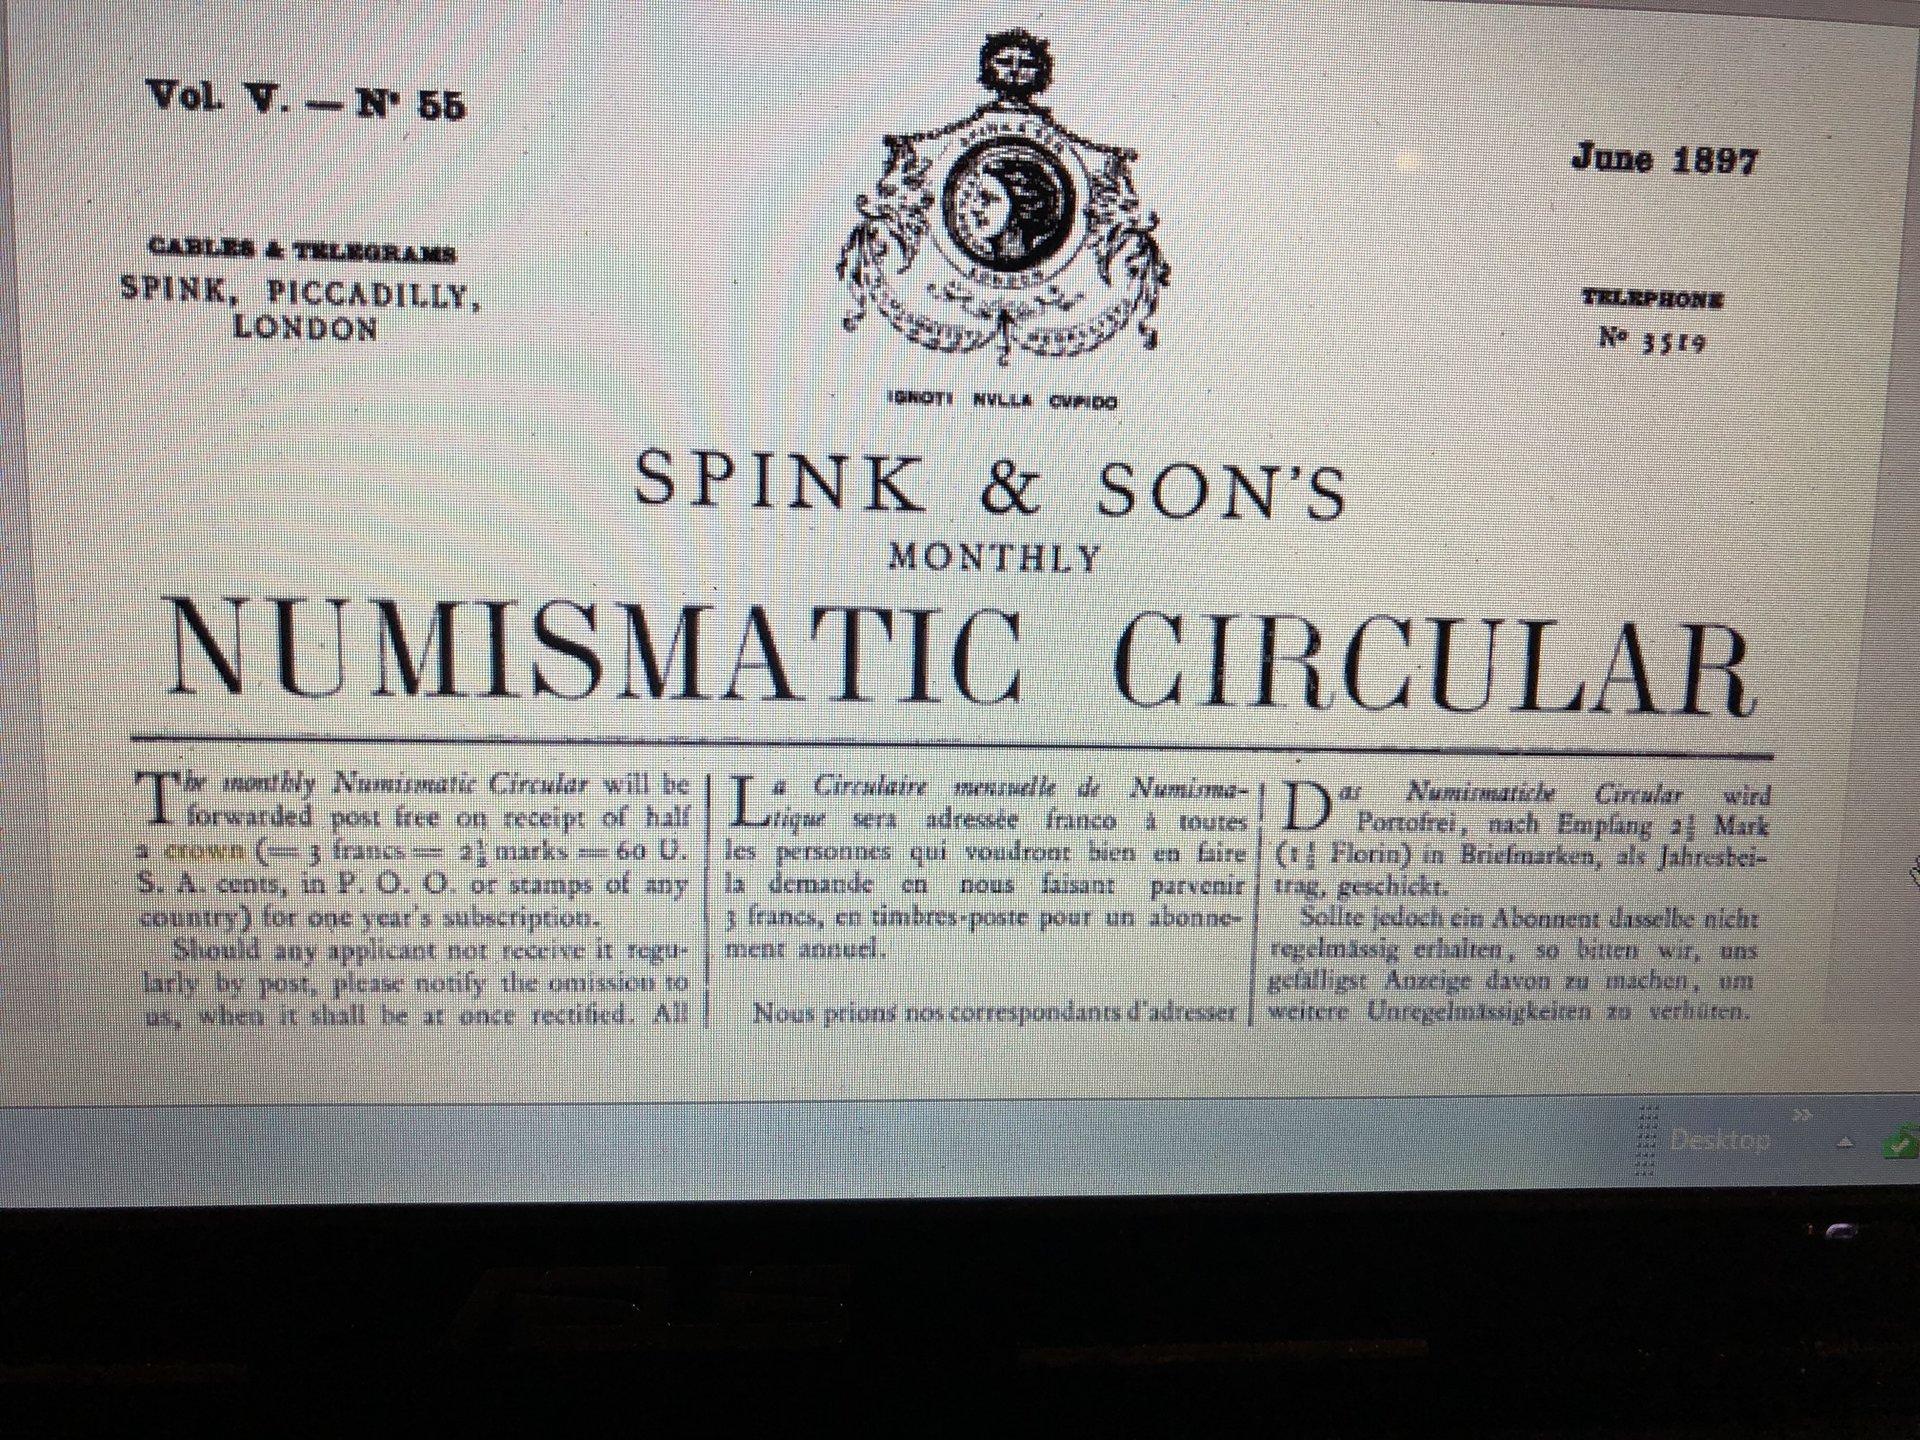 Vol. V. — Nº 55
June 1897
CABLES & TELEGRAMS
SPINK, PICCADILLY,
LONDON
TELEPHONE
Nº 3519
SPINK & SON
LONDON
IGNOTI NVLLA CVPIDO
SPINK & SON'S
MONTHLY
NUMISMATIC CIRCULAR
The monthly Numismatic Circular will be
forwarded post free on receipt of half
a crown (= 3 francs = 2½ marks = 60 U.
S. A. cents, in P. O. O. or stamps of any
country) for one year's subscription.
Should any applicant not receive it regu-
larly by post, please notify the omission to
us, when it shall be at once rectified. All
La Circulaire mensuelle de Numisma-
tique sera adressée franco à toutes
les personnes qui voudront bien en faire
la demande en nous faisant parvenir
3 francs, en timbres-poste pour un abonne-
ment annuel.
Nous prions nos correspondants d'adresser
Das Numismatiche Circular wird
Portofrei, nach Empfang 2½ Mark
(1½ Florin) in Briefmarken, als Jahresbei-
trag, geschickt.
Sollte jedoch ein Abonnent dasselbe nicht
regelmässig erhalten, so bitten wir, uns
gefälligst Anzeige davon zu machen, um
weitere Unregelmässigkeiten zu verhüten.
Desktop